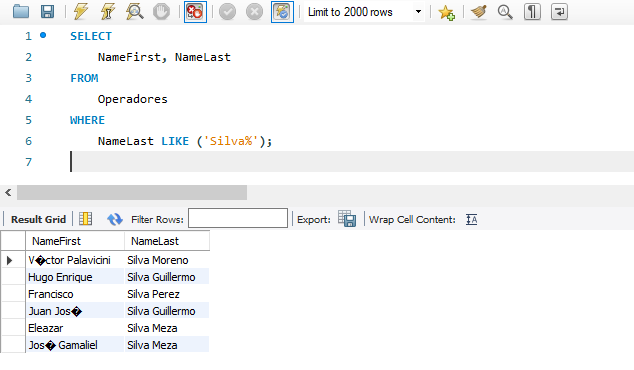 Limit to 2000 rows
1 SELECT
2 NameFirst, NameLast
3 FROM
4 Operadores
5 WHERE
6 NameLast LIKE ('Silva%');
7
Result Grid Filter Rows: Export: Wrap Cell Content:
NameFirst NameLast
V�ctor Palavicini Silva Moreno
Hugo Enrique Silva Guillermo
Francisco Silva Perez
Juan Jos� Silva Guillermo
Eleazar Silva Meza
Jos� Gamaliel Silva Meza